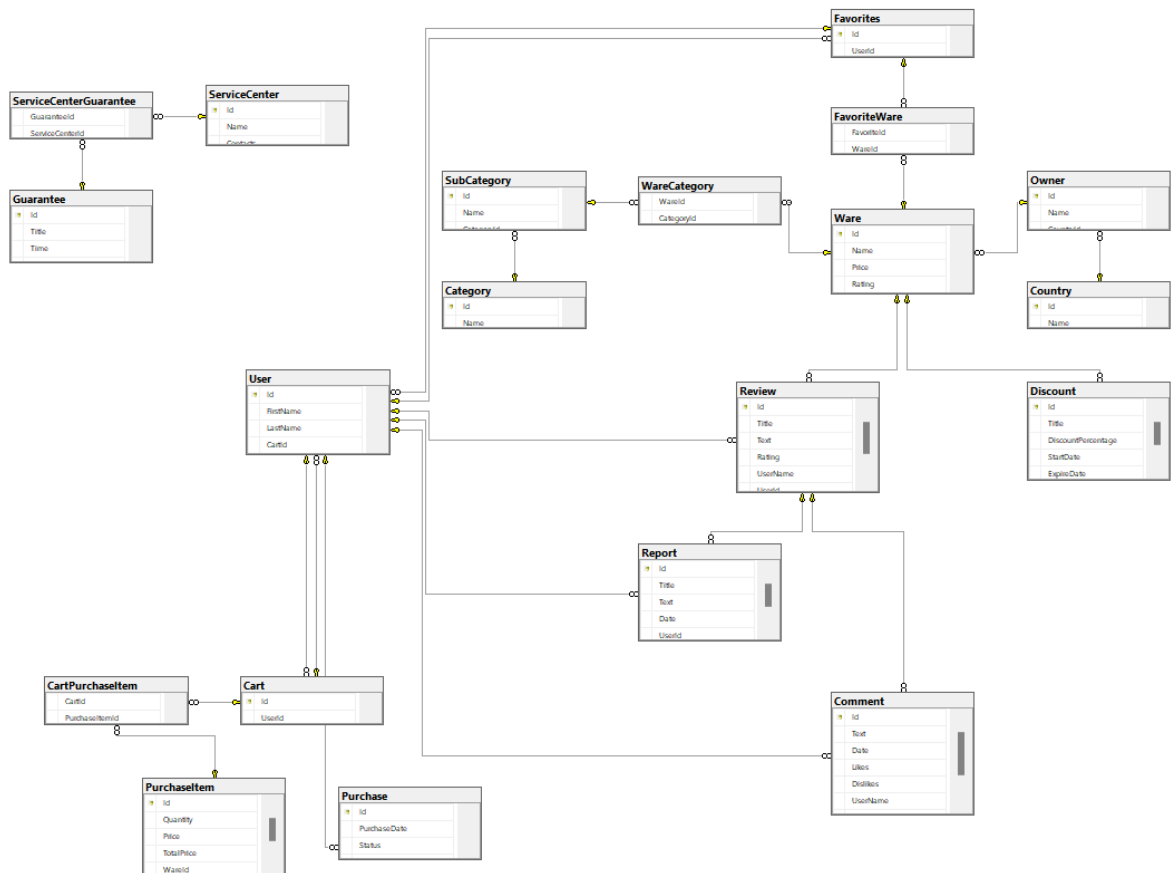 Favorites
Id
UserId
ServiceCenterGuarantee
GuaranteeId
ServiceCenterId
ServiceCenter
Id
Name
Contacts
FavoriteWare
FavoriteId
WareId
SubCategory
Id
Name
CategoryId
WareCategory
WareId
CategoryId
Owner
Id
Name
Guarantee
Id
Title
Time
Ware
Id
Name
Price
Rating
Category
Id
Name
Country
Id
Name
User
Id
FirstName
LastName
CartId
Review
Id
Title
Text
Rating
UserName
UserId
Discount
Id
Title
DiscountPercentage
StartDate
ExpireDate
Report
Id
Title
Text
Date
UserId
CartPurchaseItem
CartId
PurchaseItemId
Cart
Id
UserId
Comment
Id
Text
Date
Likes
Dislikes
UserName
PurchaseItem
Id
Quantity
Price
TotalPrice
WareId
Purchase
Id
PurchaseDate
Status